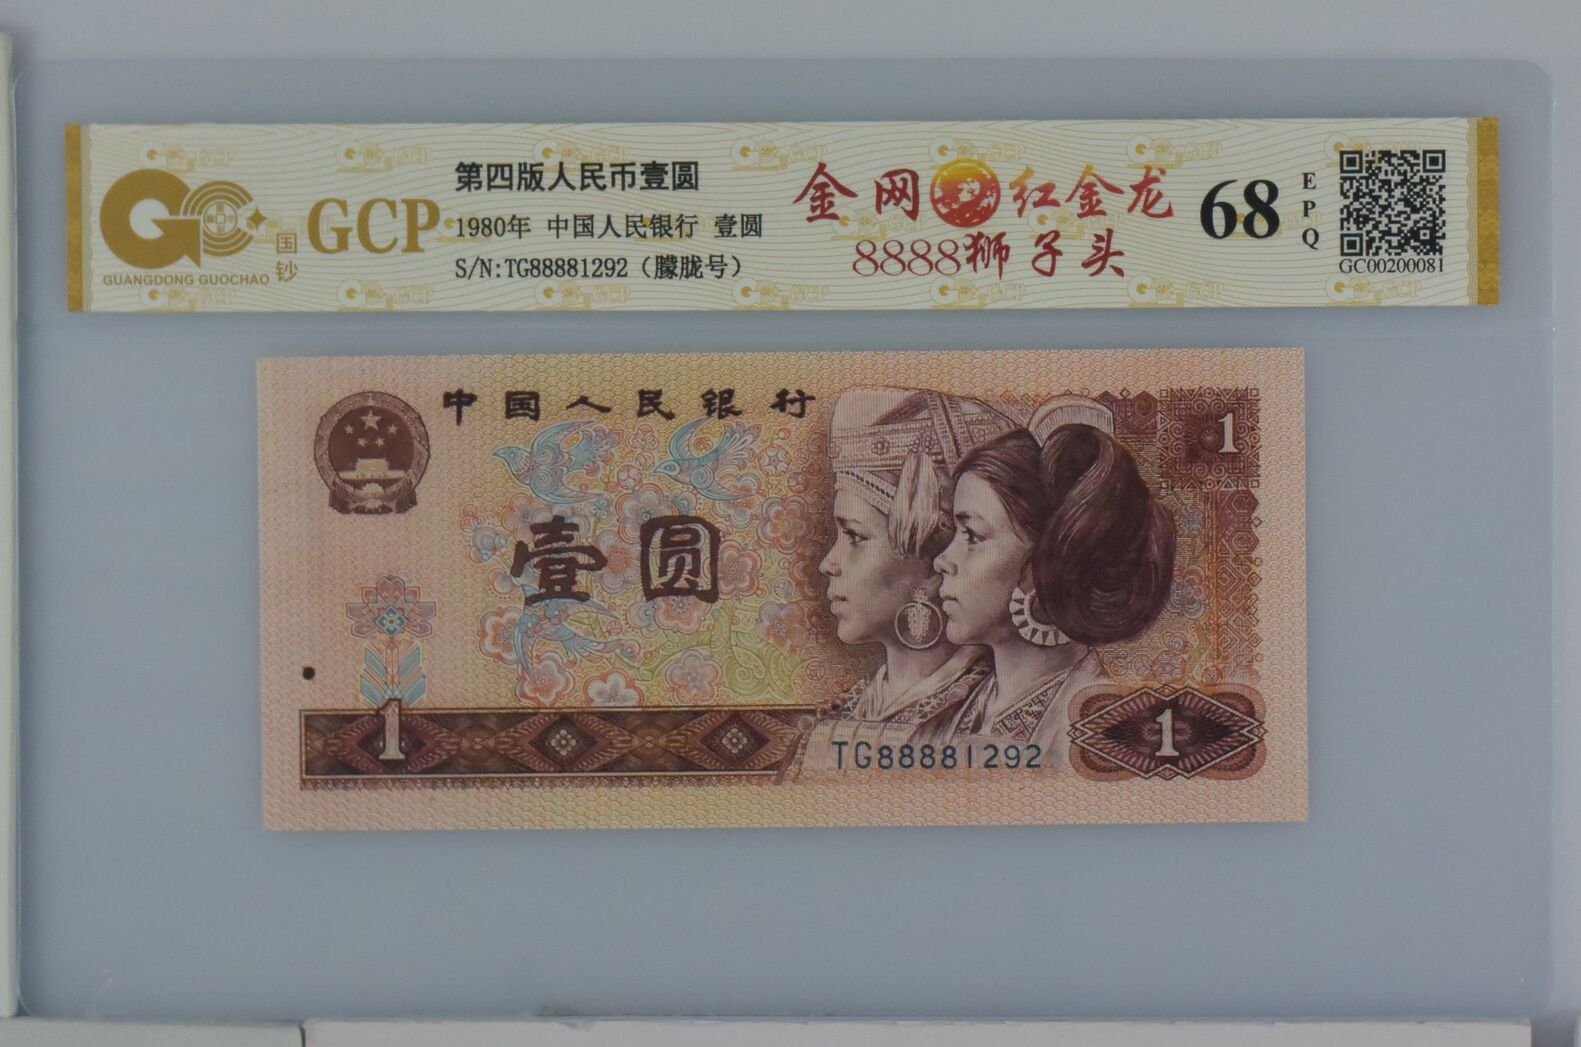 GUANGDONG GUOCHAO
国钞
GCP
第四版人民币壹圆
1980年 中国人民银行 壹圆
S/N:TG88881292（朦胧号）
金网 红金龙
8888狮子头
68
EPQ
GC00200081
中国人民银行
壹圆
1
1
TG88881292
1